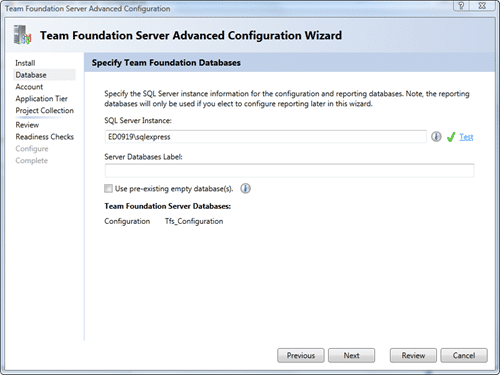 Team Foundation Server Advanced Configuration
Team Foundation Server Advanced Configuration Wizard
Install
Database
Account
Application Tier
Project Collection
Review
Readiness Checks
Configure
Complete
Specify Team Foundation Databases
Specify the SQL Server instance information for the configuration and reporting databases. Note, the reporting
databases will only be used if you elect to configure reporting later in this wizard.
SQL Server Instance:
ED0919\sqlexpress
Test
Server Databases Label:
Use pre-existing empty database(s).
Team Foundation Server Databases:
Configuration Tfs_Configuration
Previous Next Review Cancel